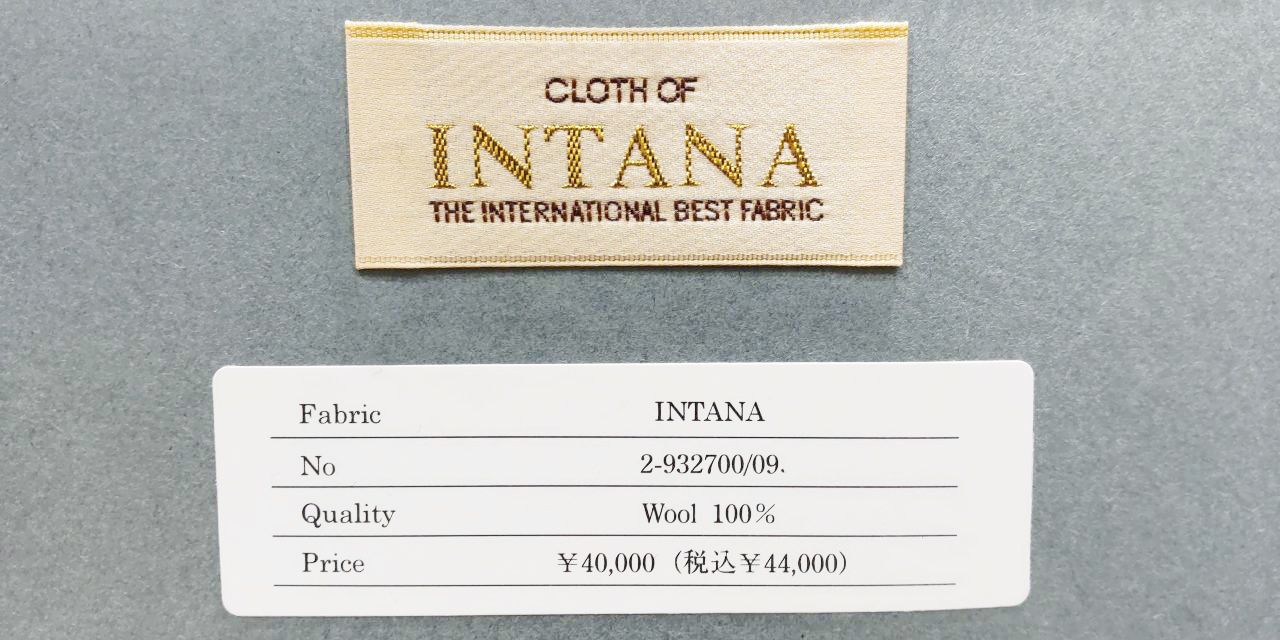 CLOTH OF
INTANA
THE INTERNATIONAL BEST FABRIC
Fabric INTANA
No 2-932700/09.
Quality Wool 100%
Price ¥40,000 (税込¥44,000)